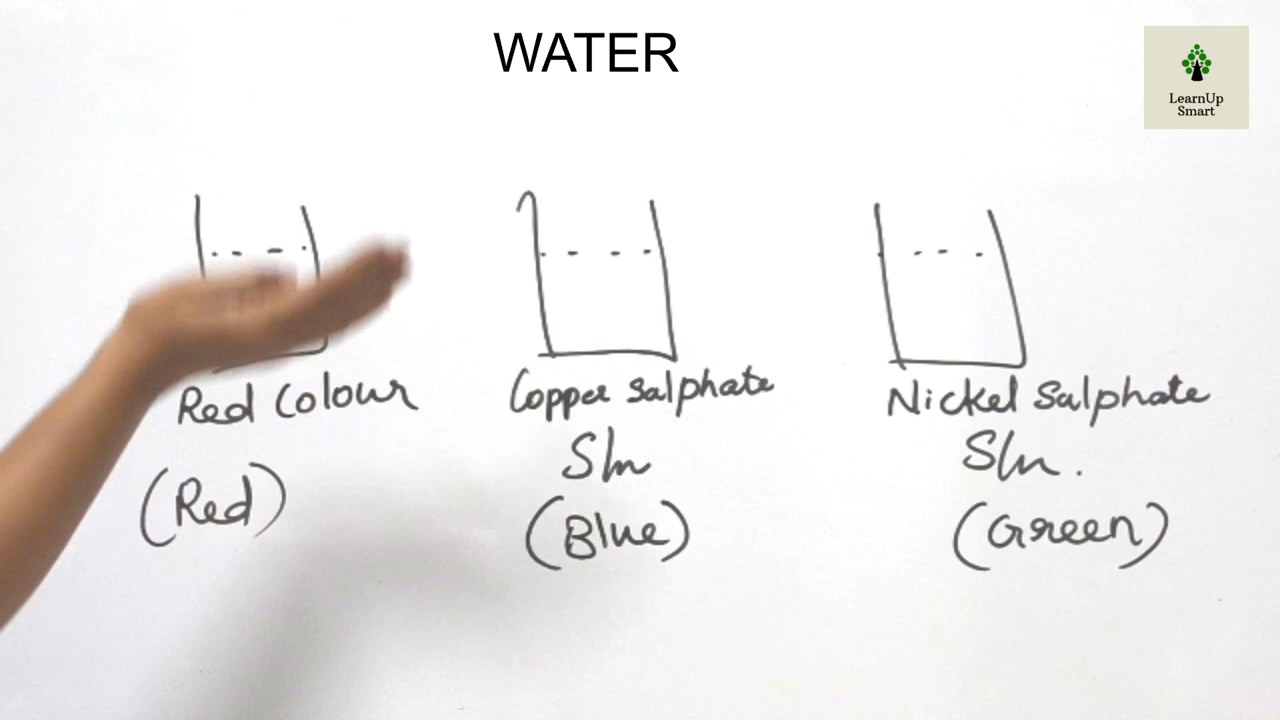 WATER
LearnUp
Smart
Red Colour
(Red)
Copper Sulphate
Sln
(Blue)
Nickel Sulphate
Sln.
(Green)